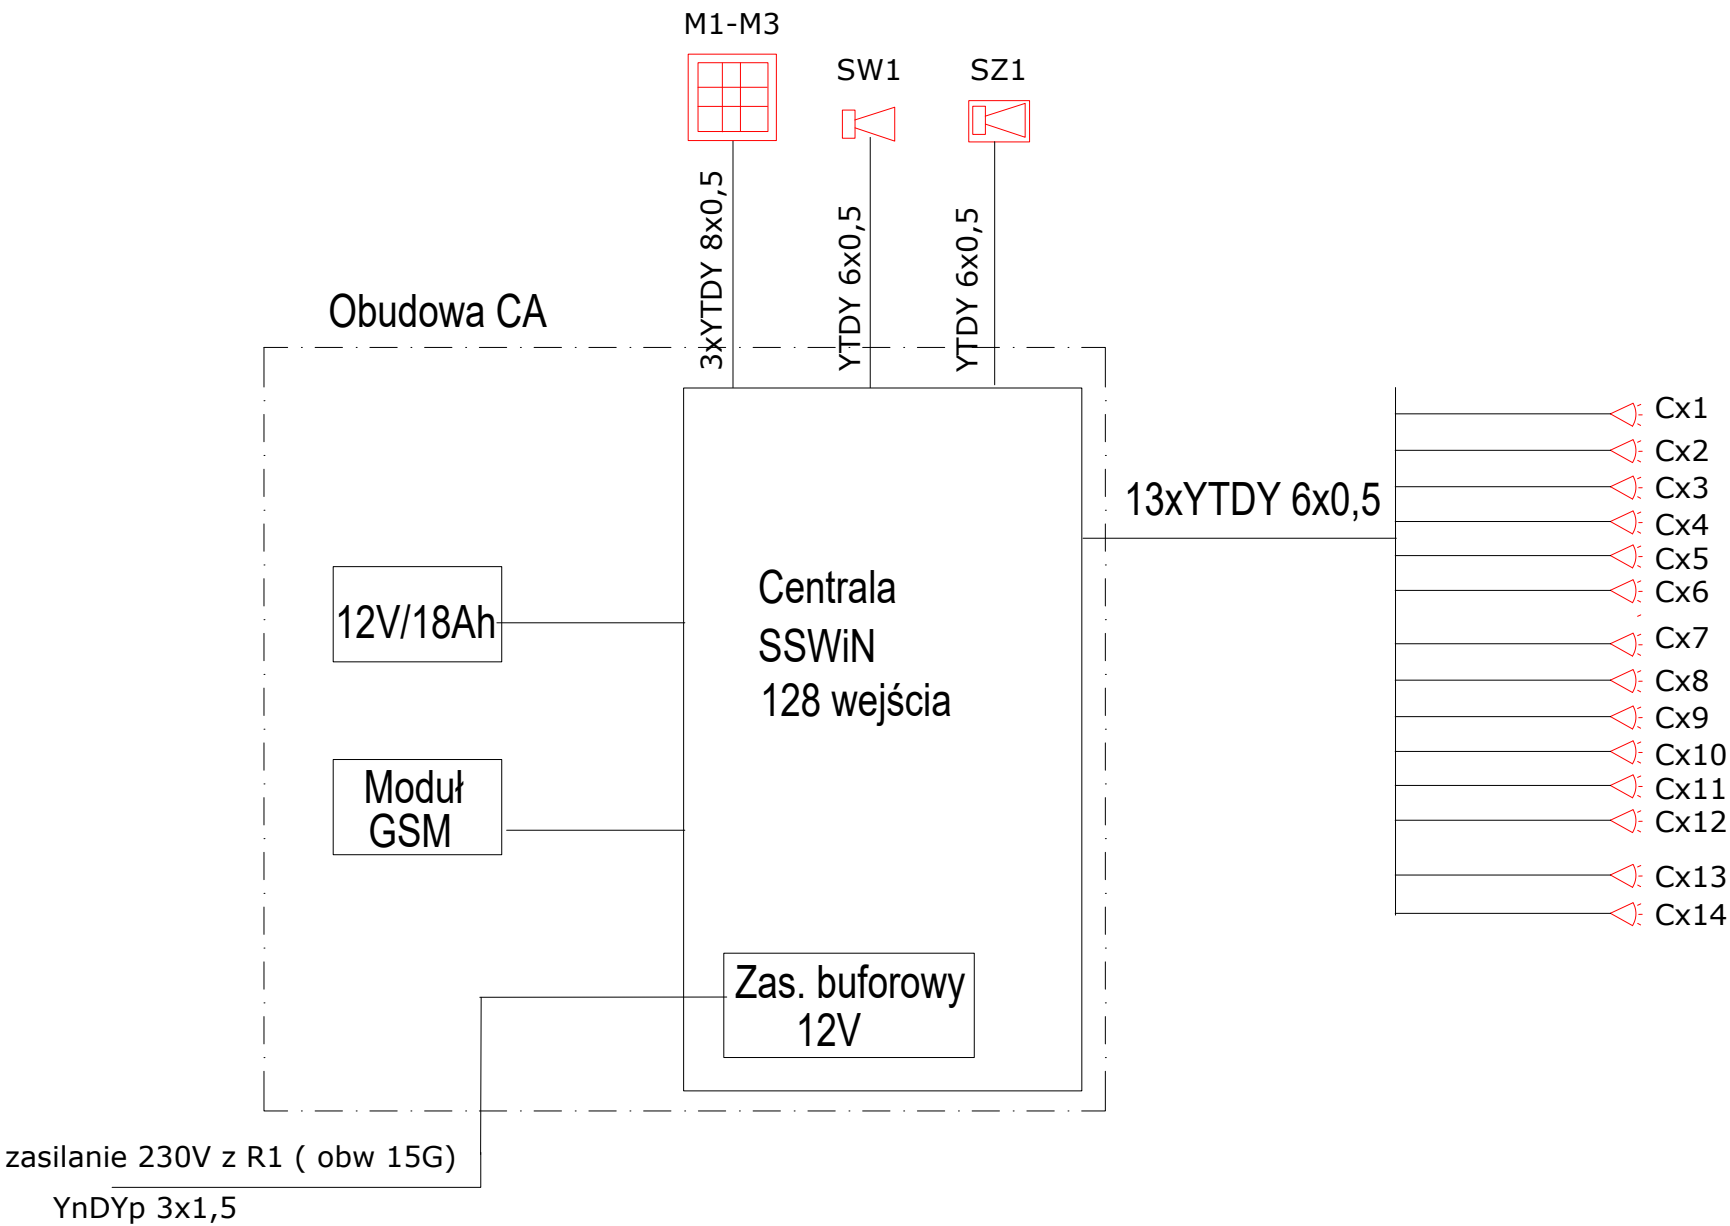 M1-M3
SW1
SZ1
3xYTDY 8x0,5
YTDY 6x0,5
YTDY 6x0,5
Obudowa CA
13xYTDY 6x0,5
Cx1
Cx2
Cx3
Cx4
Cx5
Cx6
Cx7
Cx8
Cx9
Cx10
Cx11
Cx12
Cx13
Cx14
12V/18Ah
Centrala
SSWiN
128 wejścia
Moduł
GSM
Zas. buforowy
12V
zasilanie 230V z R1 ( obw 15G)
YnDYp 3x1,5